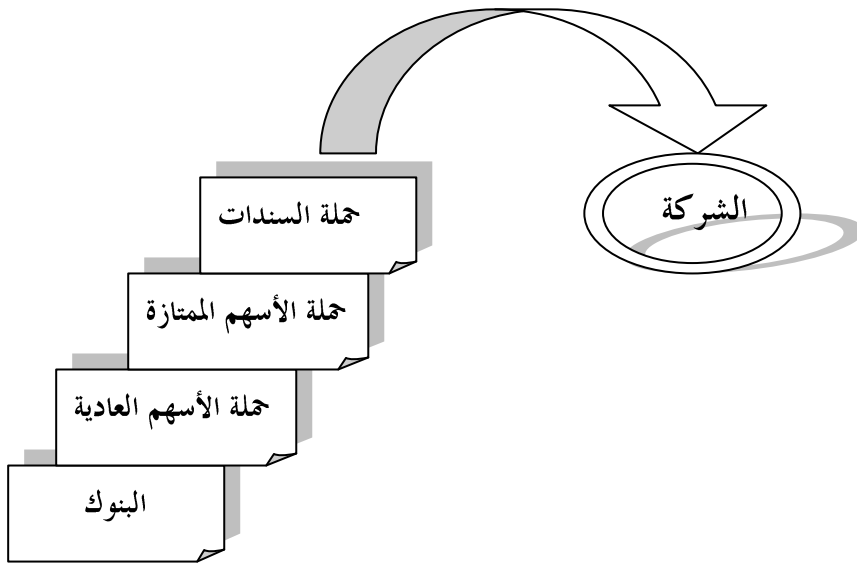 الشركة
حملة السندات
حملة الأسهم الممتازة
حملة الأسهم العادية
البنوك